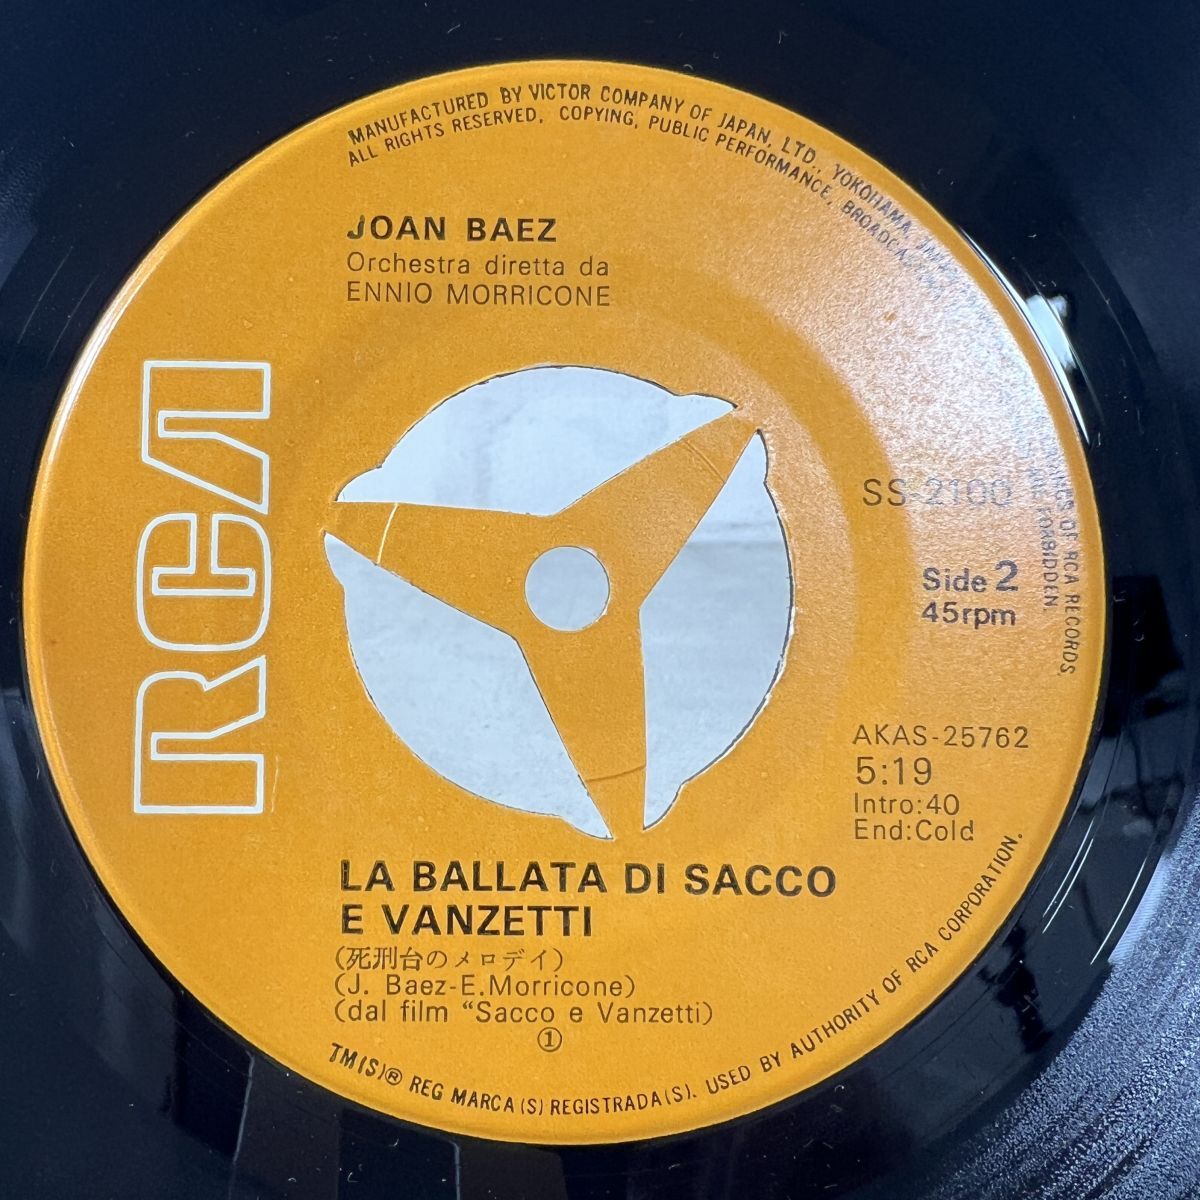 MANUFACTURED BY VICTOR COMPANY OF JAPAN, LTD., YOKOHAMA,
ALL RIGHTS RESERVED. COPYING, PUBLIC PERFORMANCE, BROADCASTING
OF RCA RECORDS,
FORBIDDEN
JOAN BAEZ
Orchestra diretta da
ENNIO MORRICONE
RCA
SS-2100
Side 2
45rpm
AKAS-25762
5:19
Intro:40
End:Cold
LA BALLATA DI SACCO
E VANZETTI
(死刑台のメロデイ)
(J. Baez-E.Morricone)
(dal film “Sacco e Vanzetti)
①
TM(S)® REG MARCA(S) REGISTRADA(S). USED BY AUTHORITY OF RCA CORPORATION.